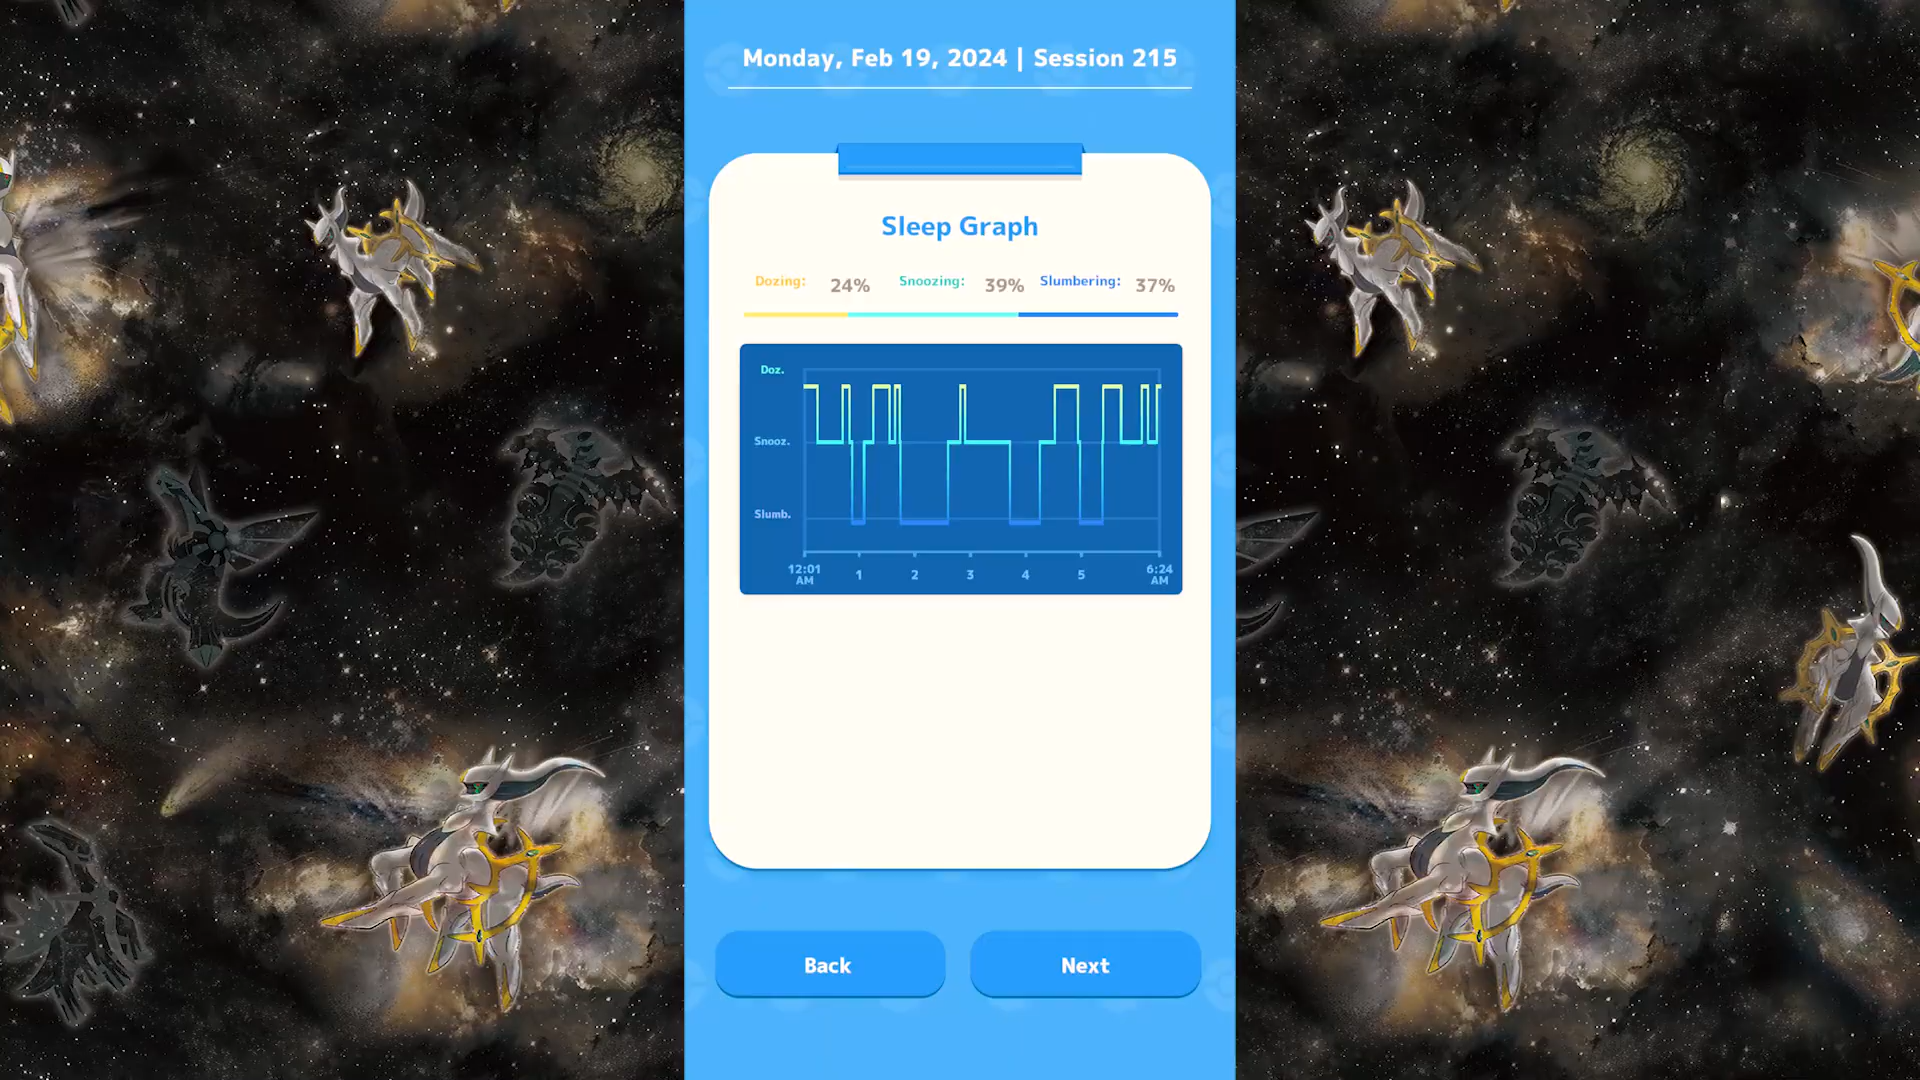 Monday, Feb 19, 2024 | Session 215
Sleep Graph
Dozing: 24% Snoozing: 39% Slumbering: 37%
Doz.
Snooz.
Slumb.
12:01 AM 1 2 3 4 5 6:24 AM
Back Next